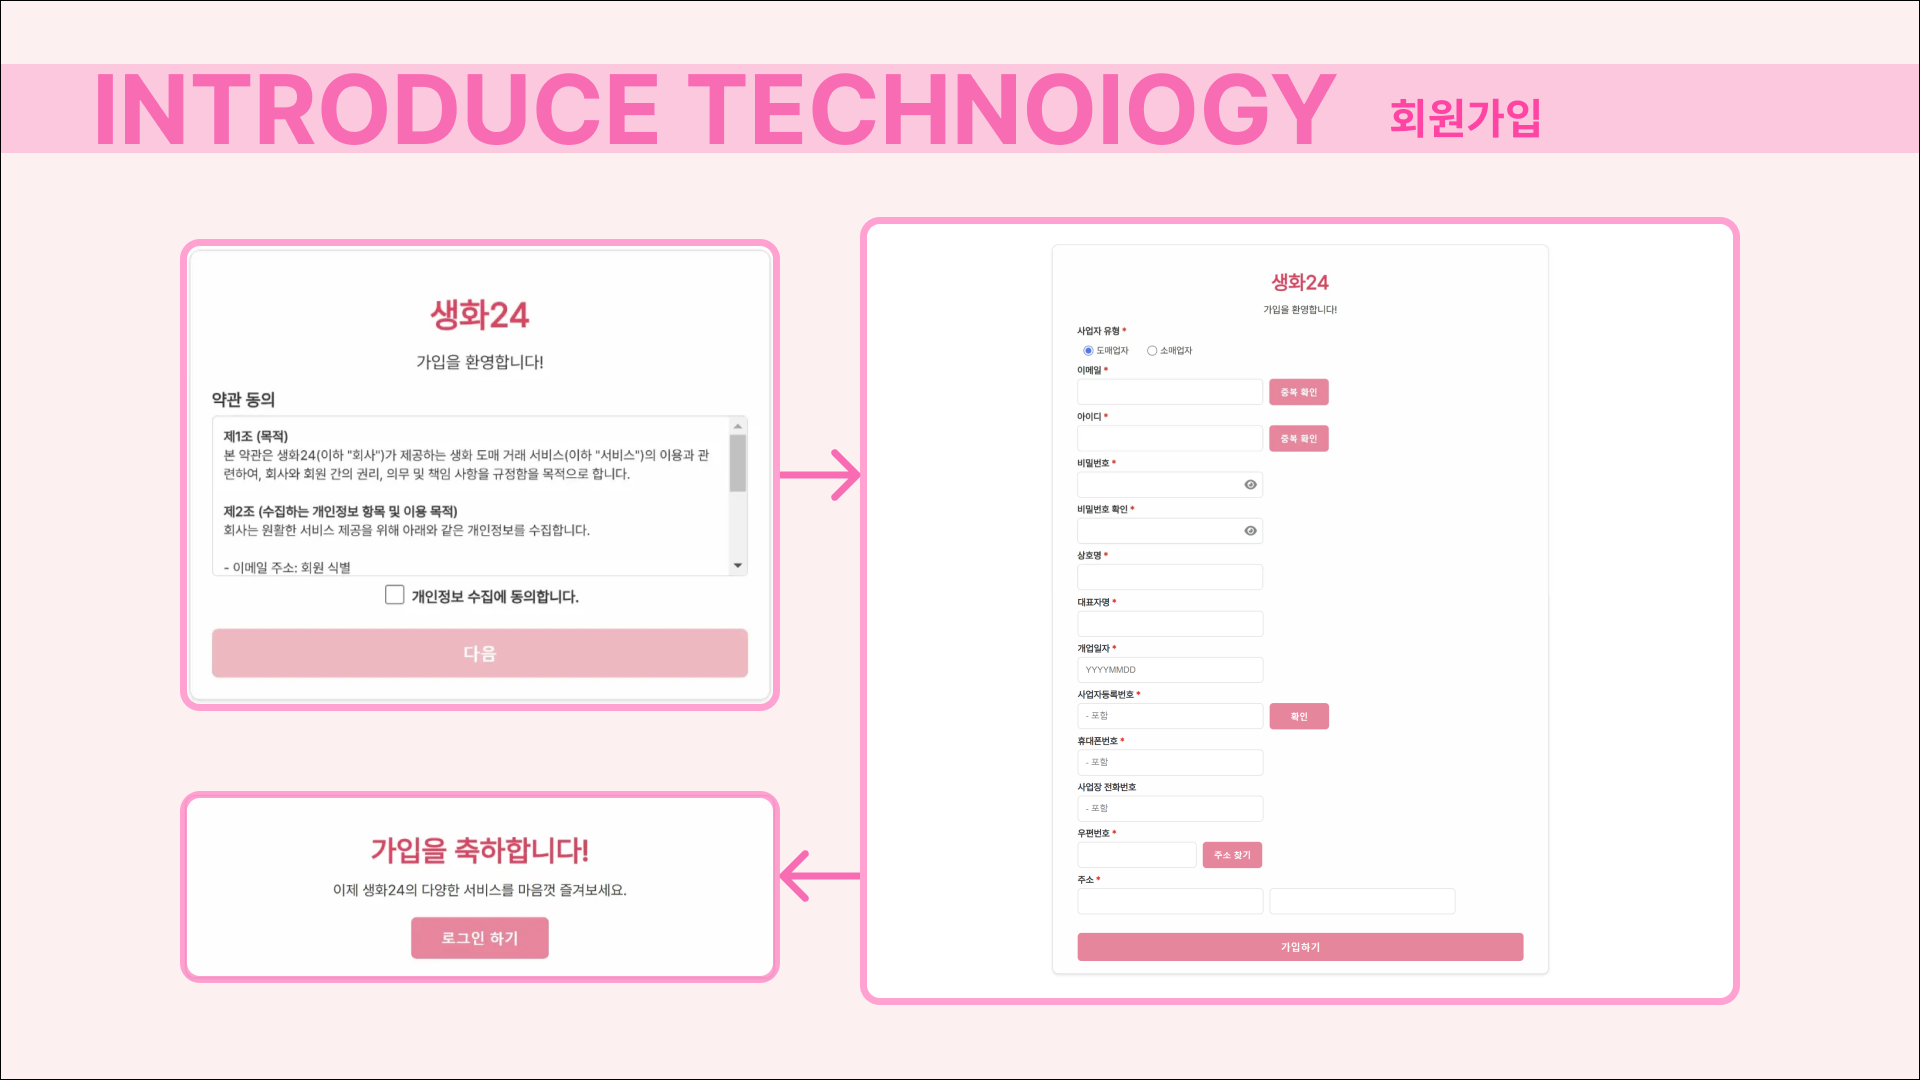 INTRODUCE TECHNOIOGY 회원가입
생화24
가입을 환영합니다!
약관 동의
제1조 (목적)
본 약관은 생화24(이하 "회사")가 제공하는 생화 도매 거래 서비스(이하 "서비스")의 이용과 관
련하여, 회사와 회원 간의 권리, 의무 및 책임 사항을 규정함을 목적으로 합니다.
제2조 (수집하는 개인정보 항목 및 이용 목적)
회사는 원활한 서비스 제공을 위해 아래와 같은 개인정보를 수집합니다.
- 이메일 주소: 회원 식별
개인정보 수집에 동의합니다.
다음
생화24
가입을 환영합니다!
사업자 유형 *
도매업자 소매업자
이메일 *
중복 확인
아이디 *
중복 확인
비밀번호 *
비밀번호 확인 *
상호명 *
대표자명 *
개업일자 *
YYYYMMDD
사업자등록번호 *
- 포함 확인
휴대폰번호 *
- 포함
사업장 전화번호
- 포함
우편번호 *
주소 찾기
주소 *
가입하기
가입을 축하합니다!
이제 생화24의 다양한 서비스를 마음껏 즐겨보세요.
로그인 하기